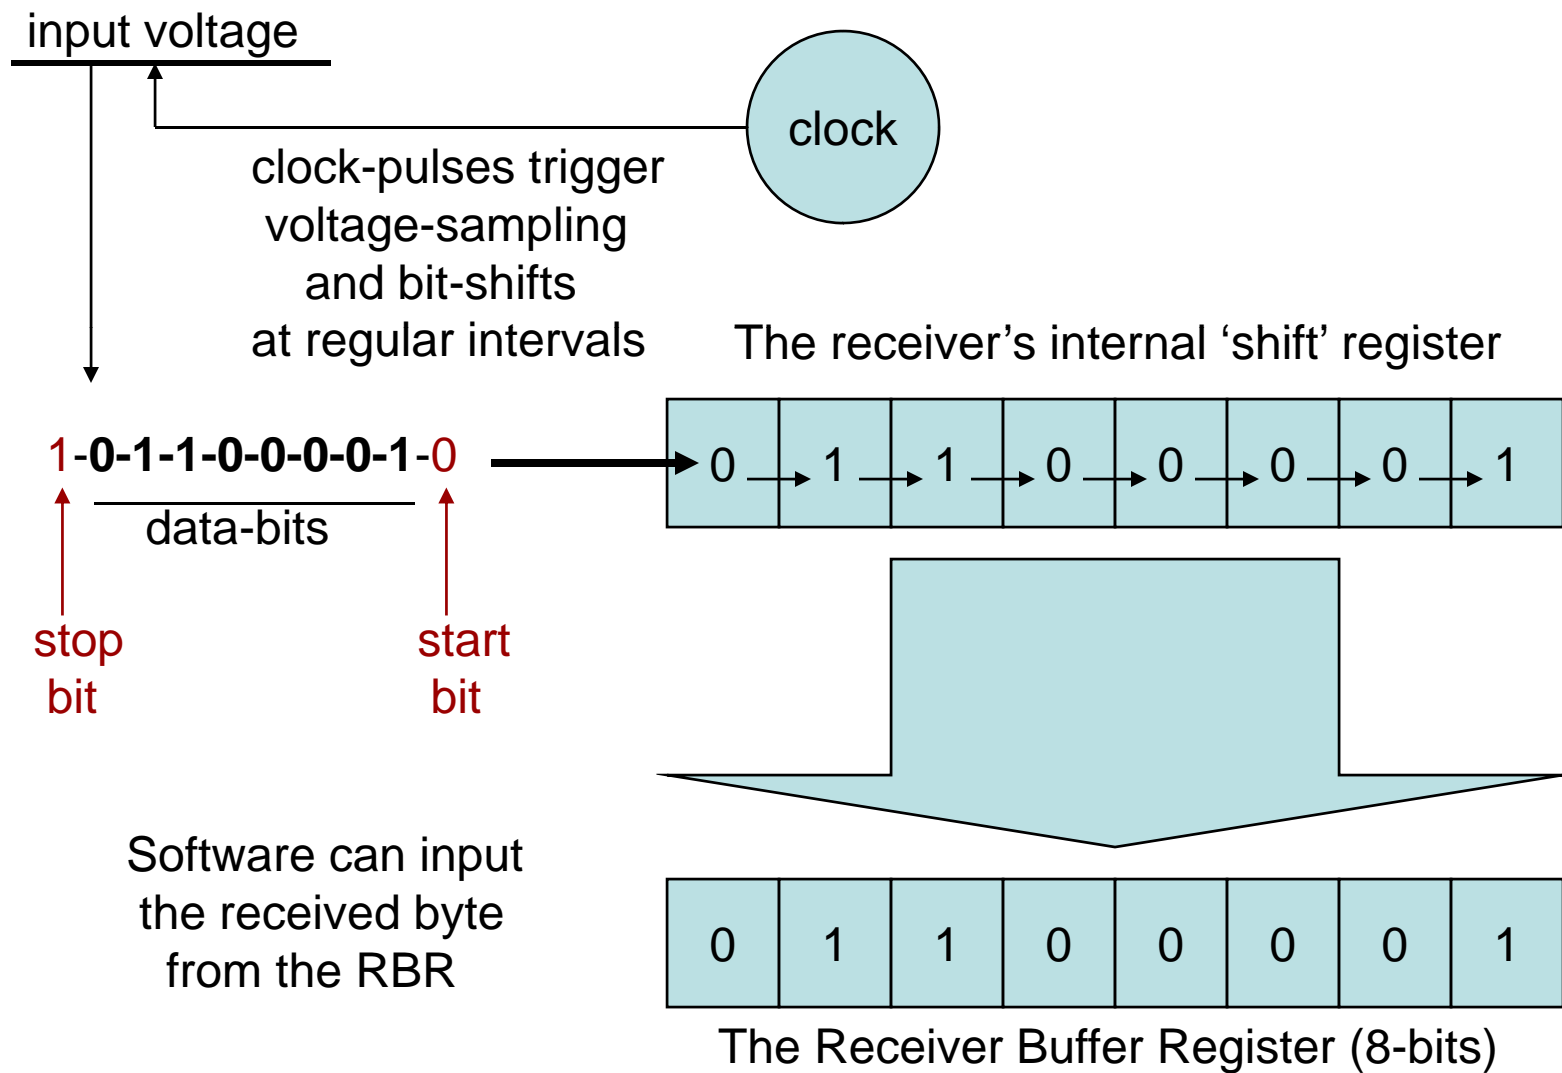 input voltage
clock
clock-pulses trigger
voltage-sampling
and bit-shifts
at regular intervals
The receiver’s internal ‘shift’ register
1-0-1-1-0-0-0-0-1-0
data-bits
stop
bit
start
bit
0 1 1 0 0 0 0 1
Software can input
the received byte
from the RBR
0 1 1 0 0 0 0 1
The Receiver Buffer Register (8-bits)